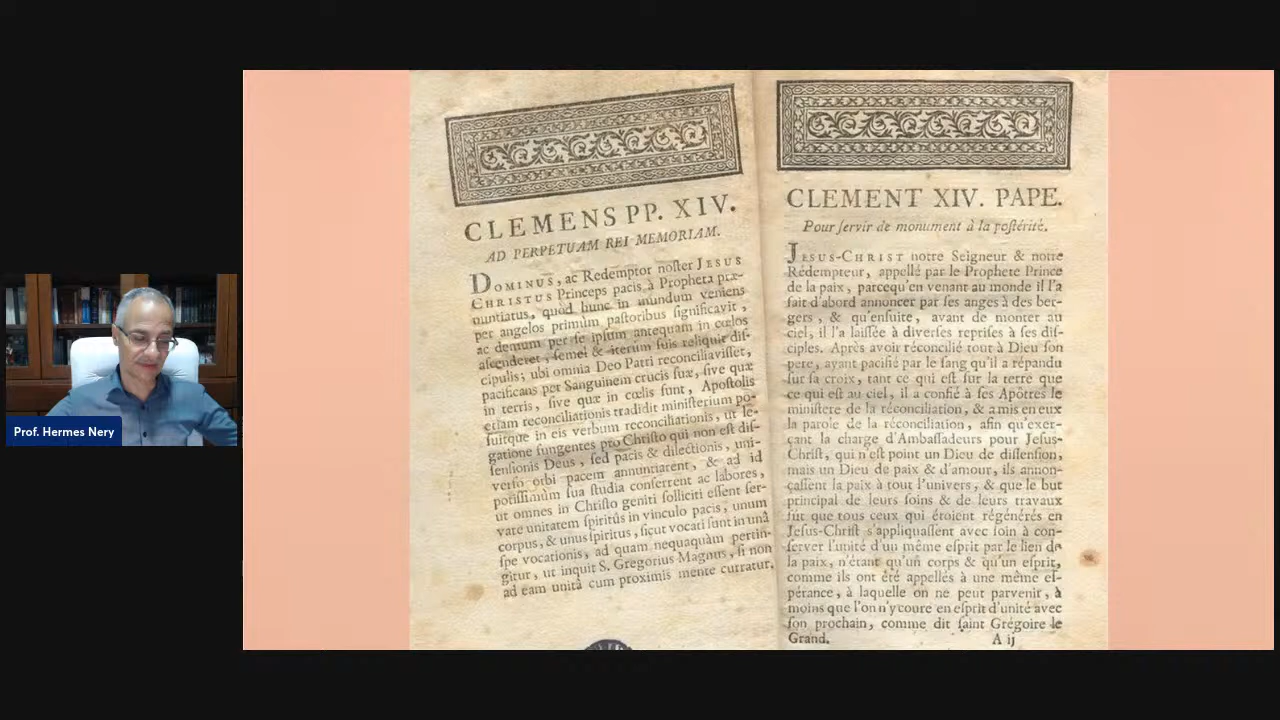 Prof. Hermes Nery
CLEMENS PP. XIV.
AD PERPETUAM REI MEMORIAM.
DOMINUS, ac Redemptor noſter JESUS
CHRISTUS Princeps pacis à Propheta præ-
nuntiatus, quòd hunc in mundum veniens
per angelos primùm paſtoribus ſignificavit,
ac demum per ſe ipſum antequam in cœlos
aſcenderet, ſemel & iterum ſuis reliquit diſ-
cipulis; ubi omnia Deo Patri reconciliaviſſet,
pacificans per Sanguinem crucis ſuæ, ſive quæ
in terris, ſive quæ in cœlis ſunt, Apoſtolis
etiam reconciliationis tradidit miniſterium po-
ſuitque in eis verbum reconciliationis, ut le-
gatione fungentes pro Chriſto qui non eſt diſ-
ſenſionis Deus, ſed pacis & dilectionis, uni-
verſo orbi pacem annuntiarent, & ad id
potiſſimùm ſua ſtudia conferrent ac labores,
ut omnes in Chriſto geniti ſolliciti eſſent ſer-
vare unitatem ſpiritûs in vinculo pacis, unum
corpus, & unus ſpiritus, ſicut vocati ſunt in unâ
ſpe vocationis, ad quam nequaquàm pertin-
gitur, ut inquit S. Gregorius Magnus, ſi non
ad eam unitâ cum proximis mente curratur.
CLEMENT XIV. PAPE.
Pour ſervir de monument à la poſtérité.
JESUS-CHRIST notre Seigneur & notre
Rédempteur, appellé par le Prophete Prince
de la paix, parcequ'en venant au monde il l'a
fait d'abord annoncer par ſes anges à des ber-
gers, & qu'enſuite, avant de monter au
ciel, il l'a laiſſée à diverſes repriſes à ſes diſ-
ciples. Après avoir réconcilié tout à Dieu ſon
pere, ayant pacifié par le ſang qu'il a répandu
ſur ſa croix, tant ce qui eſt ſur la terre que
ce qui eſt au ciel, il a confié à ſes Apôtres le
miniſtere de la réconciliation, & a mis en eux
la parole de la réconciliation, afin qu'exer-
çant la charge d'Ambaſſadeurs pour Jeſus-
Chriſt, qui n'eſt point un Dieu de diſſenſion,
mais un Dieu de paix & d'amour, ils annon-
çaſſent la paix à tout l'univers, & que le but
principal de leurs ſoins & de leurs travaux
fût que tous ceux qui étoient régénérés en
Jeſus-Chriſt s'appliquaſſent avec ſoin à con-
ſerver l'unité d'un même eſprit par le lien de
la paix, n'étant qu'un corps & qu'un eſprit,
comme ils ont été appellés à une même eſ-
pérance, à laquelle on ne peut parvenir, à
moins que l'on n'y coure en eſprit d'unité avec
ſon prochain, comme dit ſaint Grégoire le
Grand.
A ij